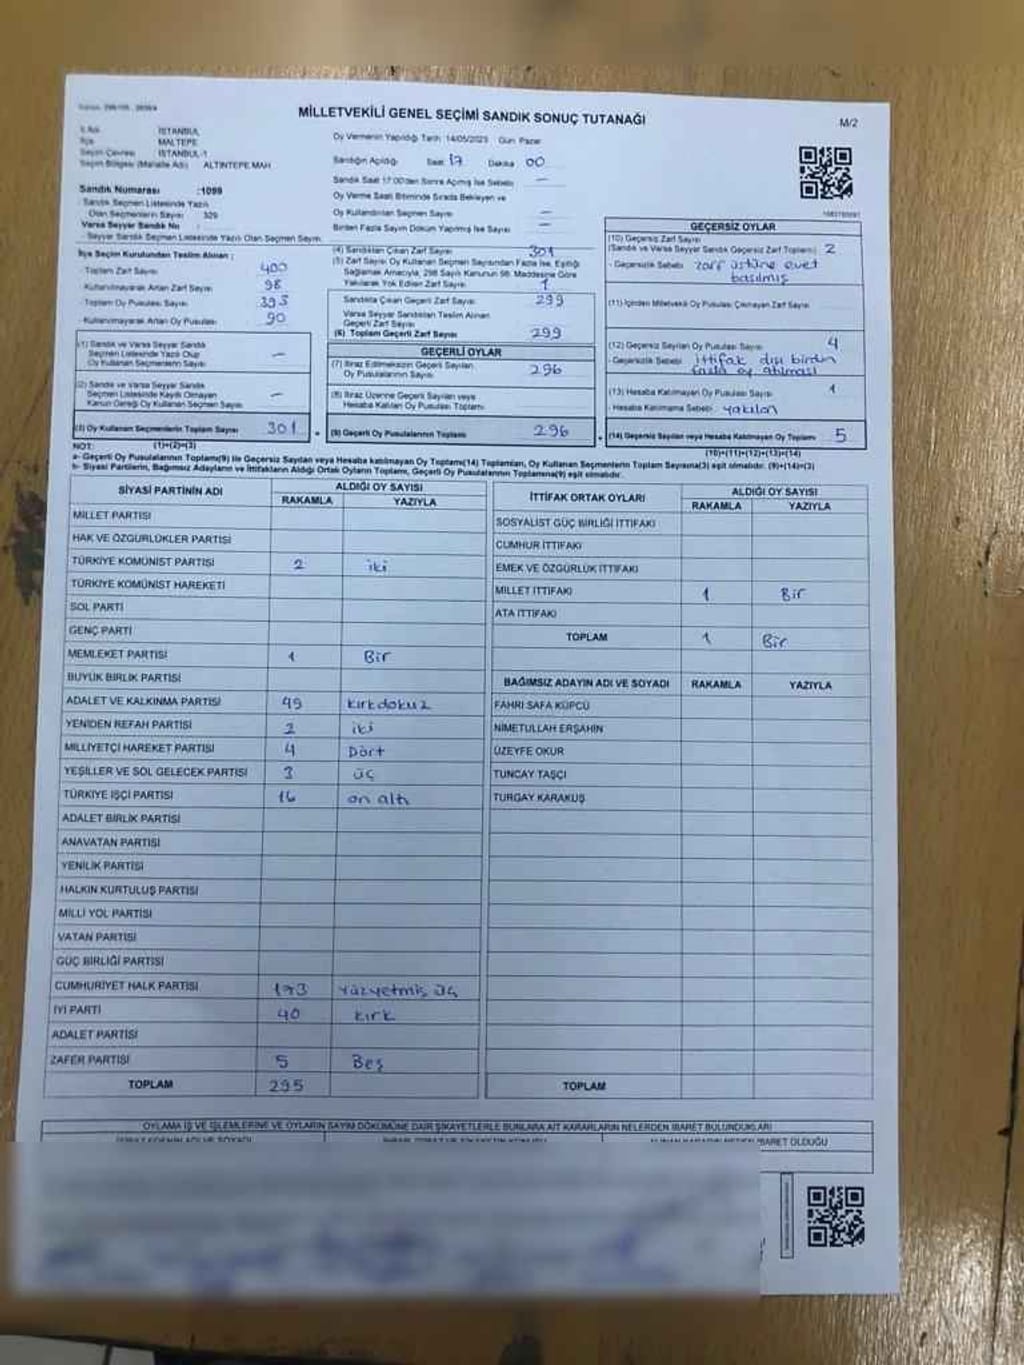 MİLLETVEKİLİ GENEL SEÇİMİ SANDIK SONUÇ TUTANAĞI
M/2
İl Adı İSTANBUL
İlçe MALTEPE
Seçim Çevresi İSTANBUL-1
Seçim Bölgesi (Mahalle Adı) ALTINTEPE MAH
Sandık Numarası :1099
Sandık Seçmen Listesinde Yazılı
Olan Seçmenlerin Sayısı 329
Varsa Seyyar Sandık No
Seyyar Sandık Seçmen Listesinde Yazılı Olan Seçmen Sayısı
Oy Vermenin Yapıldığı Tarih :14/05/2023 Gün Pazar
Sandığın Açıldığı Saat 17 Dakika 00
Sandık Saat 17:00'den Sonra Açılmış İse Sebebi —
Oy Verme Saati Bitiminde Sırada Bekleyen ve
Oy Kullandırılan Seçmen Sayısı —
Birden Fazla Sayım Döküm Yapılmış İse Sayısı —
İlçe Seçim Kurulundan Teslim Alınan :
Toplam Zarf Sayısı 400
Kullanılmayarak Artan Zarf Sayısı 98
Toplam Oy Pusulası Sayısı 393
Kullanılmayarak Artan Oy Pusulası 90
(1) Sandık ve Varsa Seyyar Sandık
Seçmen Listesinde Yazılı Olup
Oy Kullanan Seçmenlerin Sayısı —
(2) Sandık ve Varsa Seyyar Sandık
Seçmen Listesinde Kaydı Olmayan
Kanun Gereği Oy Kullanan Seçmen Sayısı —
(3) Oy Kullanan Seçmenlerin Toplam Sayısı 301
(1)+(2)=(3)
(4) Sandıktan Çıkan Zarf Sayısı 301
(5) Zarf Sayısı Oy Kullanan Seçmen Sayısından Fazla İse, Eşitliği
Sağlamak Amacıyla, 298 Sayılı Kanunun 98. Maddesine Göre
Yakılarak Yok Edilen Zarf Sayısı 1
Sandıkta Çıkan Geçerli Zarf Sayısı 299
Varsa Seyyar Sandıktan Teslim Alınan
Geçerli Zarf Sayısı
(6) Toplam Geçerli Zarf Sayısı 299
GEÇERLİ OYLAR
(7) İtiraz Edilmeksizin Geçerli Sayılan
Oy Pusulalarının Sayısı 296
(8) İtiraz Üzerine Geçerli Sayılan veya
Hesaba Katılan Oy Pusulası Toplamı
(9) Geçerli Oy Pusulalarının Toplamı 296
GEÇERSİZ OYLAR
(10) Geçersiz Zarf Sayısı
(Sandık ve Varsa Seyyar Sandık Geçersiz Zarf Toplamı) 2
- Geçersizlik Sebebi zarf üstüne evet
basılmış
(11) İçinden Milletvekili Oy Pusulası Çıkmayan Zarf Sayısı
(12) Geçersiz Sayılan Oy Pusulası Sayısı 4
- Geçersizlik Sebebi ittifak dışı birden
fazla oy atılması
(13) Hesaba Katılmayan Oy Pusulası Sayısı 1
- Hesaba Katılmama Sebebi yakılan
(14) Geçersiz Sayılan veya Hesaba Katılmayan Oy Toplamı 5
(10)+(11)+(12)+(13)=(14)
NOT:
a- Geçerli Oy Pusulalarının Toplamı(9) ile Geçersiz Sayılan veya Hesaba katılmayan Oy Toplamı(14) Toplamları, Oy Kullanan Seçmenlerin Toplam Sayısına(3) eşit olmalıdır. (9)+(14)=(3)
b- Siyasi Partilerin, Bağımsız Adayların ve İttifakların Aldığı Ortak Oyların Toplamı, Geçerli Oy Pusulalarının Toplamına(9) eşit olmalıdır.
SİYASİ PARTİNİN ADI ALDIĞI OY SAYISI
RAKAMLA YAZIYLA
MİLLET PARTİSİ
HAK VE ÖZGÜRLÜKLER PARTİSİ
TÜRKİYE KOMÜNİST PARTİSİ 2 iki
TÜRKİYE KOMÜNİST HAREKETİ
SOL PARTİ
GENÇ PARTİ
MEMLEKET PARTİSİ 1 Bir
BÜYÜK BİRLİK PARTİSİ
ADALET VE KALKINMA PARTİSİ 49 kırkdokuz
YENİDEN REFAH PARTİSİ 2 iki
MİLLİYETÇİ HAREKET PARTİSİ 4 Dört
YEŞİLLER VE SOL GELECEK PARTİSİ 3 üç
TÜRKİYE İŞÇİ PARTİSİ 16 on altı
ADALET BİRLİK PARTİSİ
ANAVATAN PARTİSİ
YENİLİK PARTİSİ
HALKIN KURTULUŞ PARTİSİ
MİLLİ YOL PARTİSİ
VATAN PARTİSİ
GÜÇ BİRLİĞİ PARTİSİ
CUMHURİYET HALK PARTİSİ 173 Yüzyetmiş üç
İYİ PARTİ 40 kırk
ADALET PARTİSİ
ZAFER PARTİSİ 5 Beş
TOPLAM 295
İTTİFAK ORTAK OYLARI ALDIĞI OY SAYISI
RAKAMLA YAZIYLA
SOSYALİST GÜÇ BİRLİĞİ İTTİFAKI
CUMHUR İTTİFAKI
EMEK VE ÖZGÜRLÜK İTTİFAKI
MİLLET İTTİFAKI 1 Bir
ATA İTTİFAKI
TOPLAM 1 Bir
BAĞIMSIZ ADAYIN ADI VE SOYADI RAKAMLA YAZIYLA
FAHRİ SAFA KÜPCÜ
NİMETULLAH ERŞAHİN
ÜZEYFE OKUR
TUNCAY TAŞÇI
TURGAY KARAKUŞ
TOPLAM
OYLAMA İŞ VE İŞLEMLERİNE VE OYLARIN SAYIM DÖKÜMÜNE DAİR ŞİKAYETLERLE BUNLARA AİT KARARLARIN NELERDEN İBARET BULUNDUKLARI
İBARET OLDUĞU